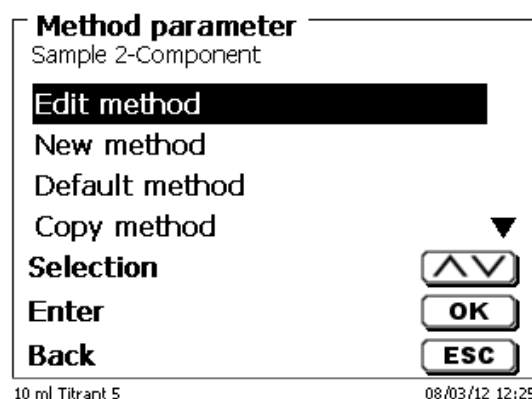 Method parameter
Sample 2-Component
Edit method
New method
Default method
Copy method
Selection
Enter OK
Back ESC
10 ml Titrant 5 08/03/12 12:25